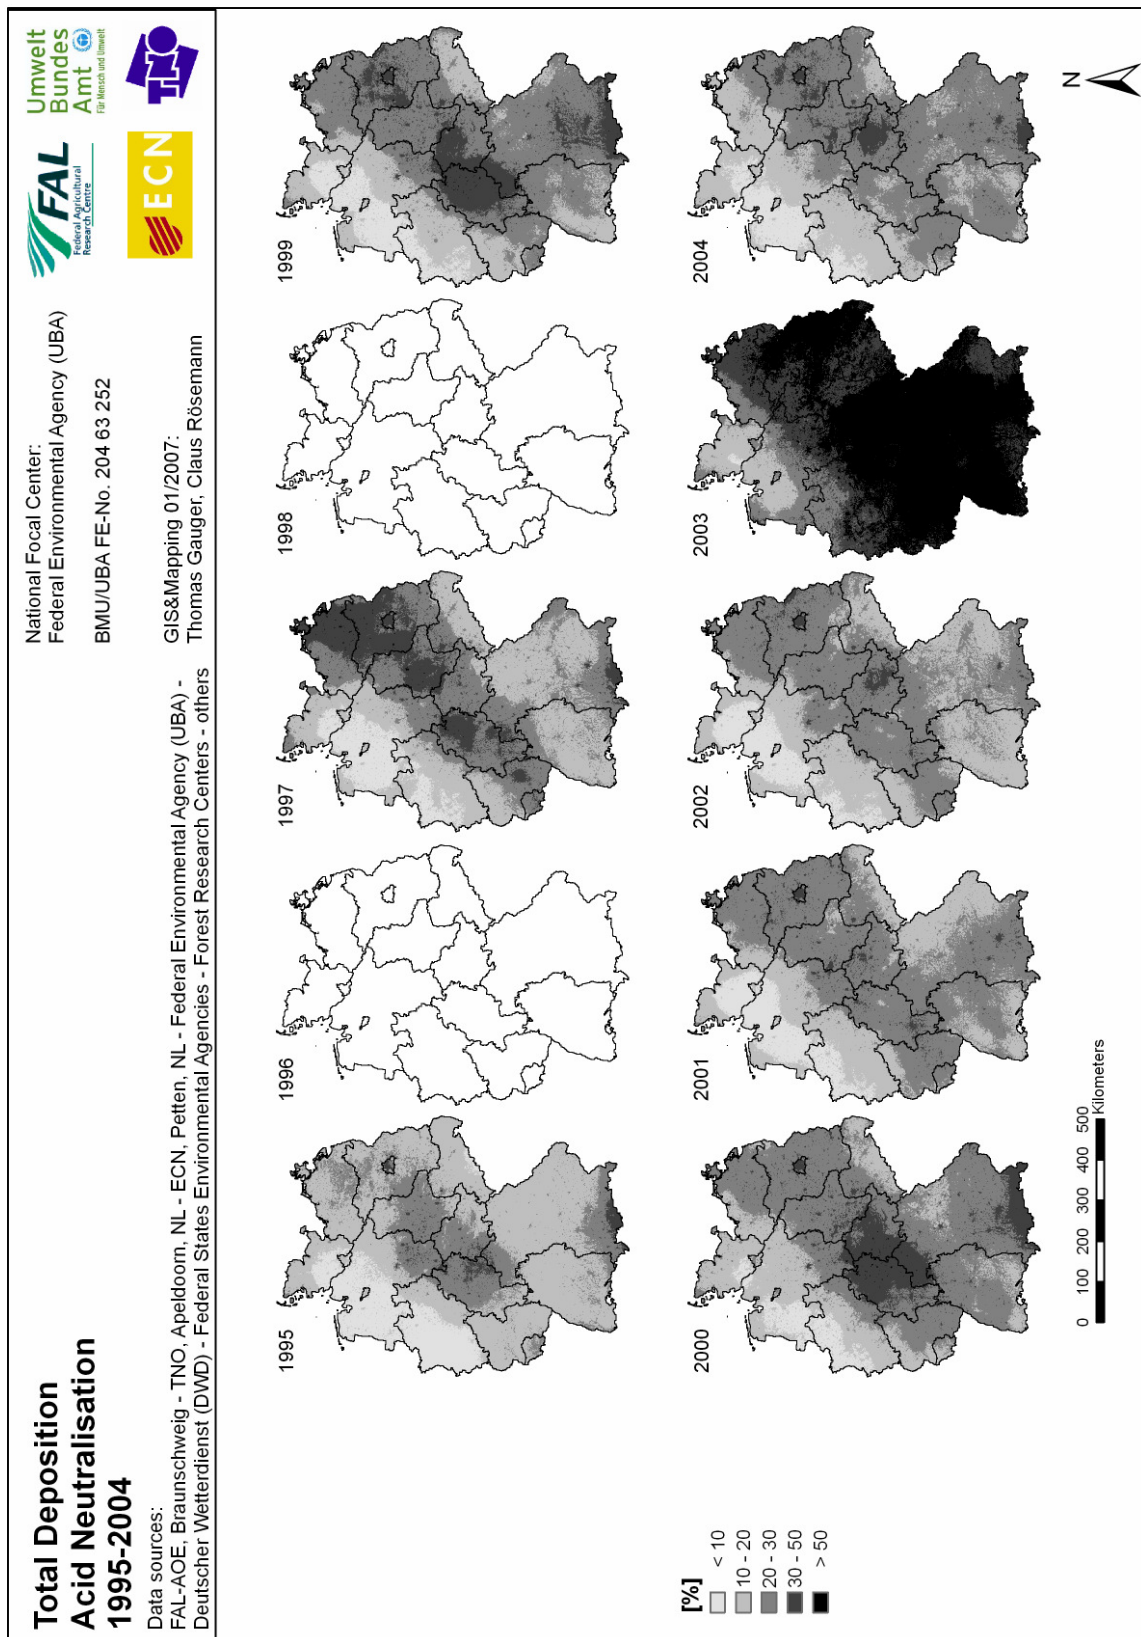 Total Deposition
Acid Neutralisation
1995-2004
Data sources:
FAL-AOE, Braunschweig - TNO, Apeldoorn, NL - ECN, Petten, NL - Federal Environmental Agency (UBA) -
Deutscher Wetterdienst (DWD) - Federal States Environmental Agencies - Forest Research Centers - others
National Focal Center:
Federal Environmental Agency (UBA)
BMU/UBA FE-No. 204 63 252
GIS&Mapping 01/2007:
Thomas Gauger, Claus Rösemann
FAL
Federal Agricultural
Research Centre
Umwelt
Bundes
Amt
Für Mensch und Umwelt
ECN
TNO
1995
1996
1997
1998
1999
2000
2001
2002
2003
2004
[%]
< 10
10 - 20
20 - 30
30 - 50
> 50
0 100 200 300 400 500
Kilometers
N